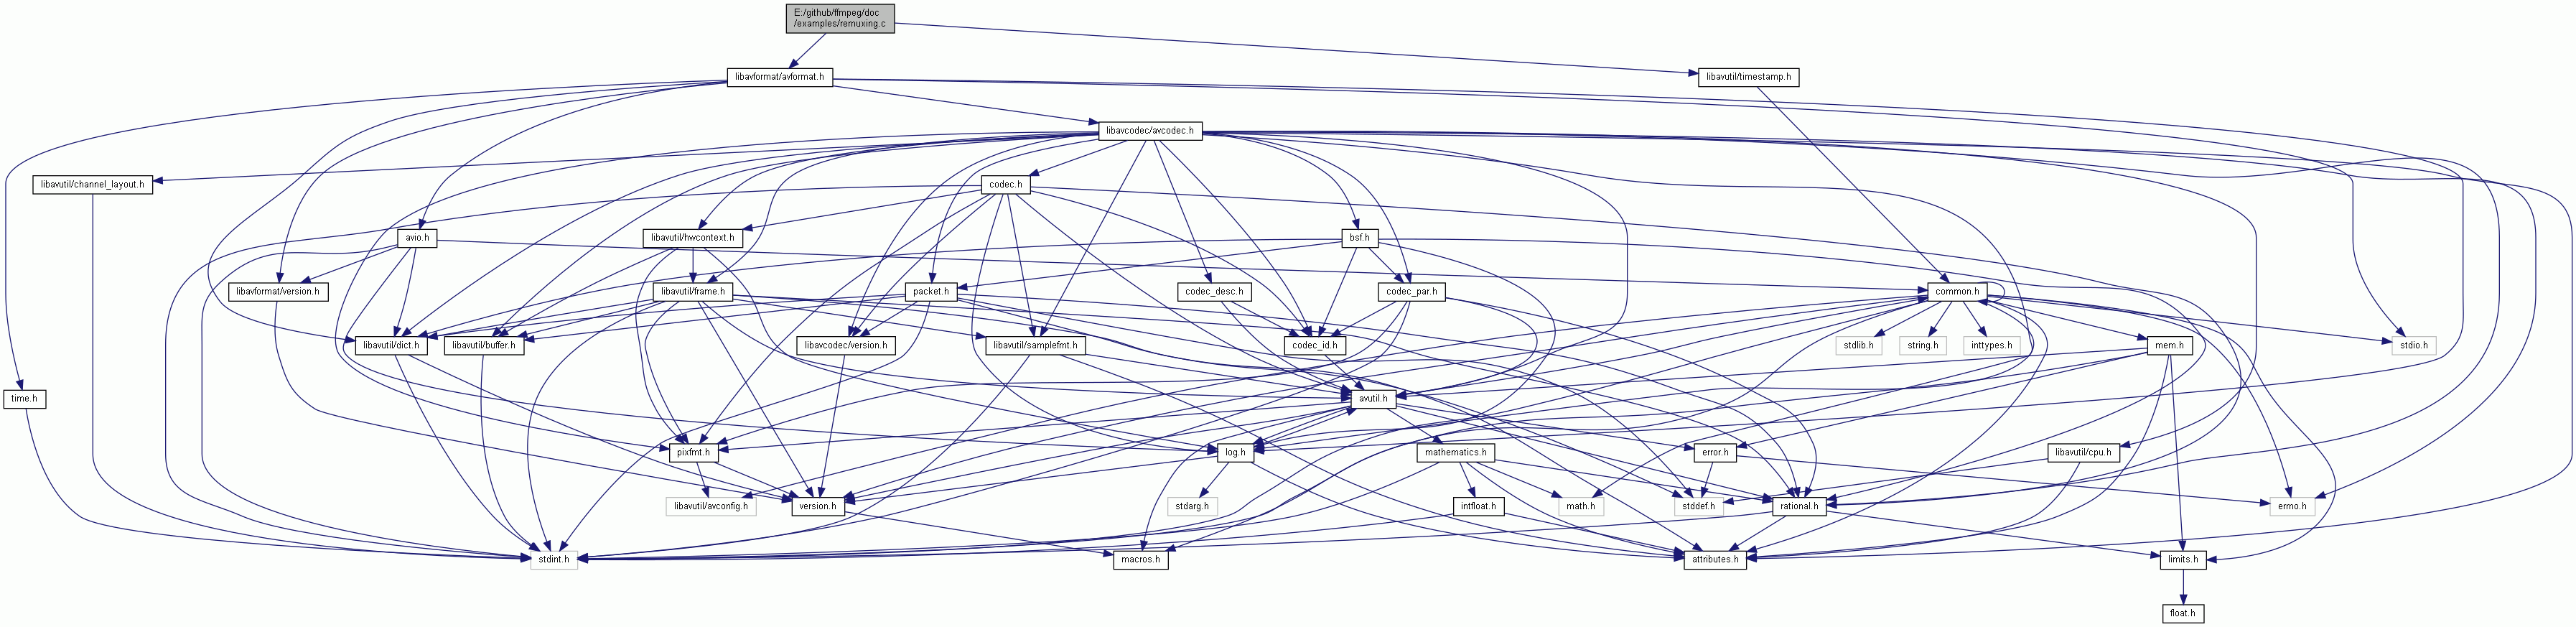 E:/github/ffmpeg/doc
/examples/remuxing.c
libavformat/avformat.h
libavutil/timestamp.h
libavcodec/avcodec.h
libavutil/channel_layout.h
codec.h
avio.h
libavutil/hwcontext.h
bsf.h
libavformat/version.h
libavutil/frame.h
packet.h
codec_desc.h
codec_par.h
common.h
libavutil/dict.h
libavutil/buffer.h
libavcodec/version.h
libavutil/samplefmt.h
codec_id.h
stdlib.h
string.h
inttypes.h
mem.h
stdio.h
time.h
avutil.h
pixfmt.h
log.h
mathematics.h
error.h
libavutil/cpu.h
libavutil/avconfig.h
version.h
stdarg.h
intfloat.h
math.h
stddef.h
rational.h
errno.h
stdint.h
macros.h
attributes.h
limits.h
float.h